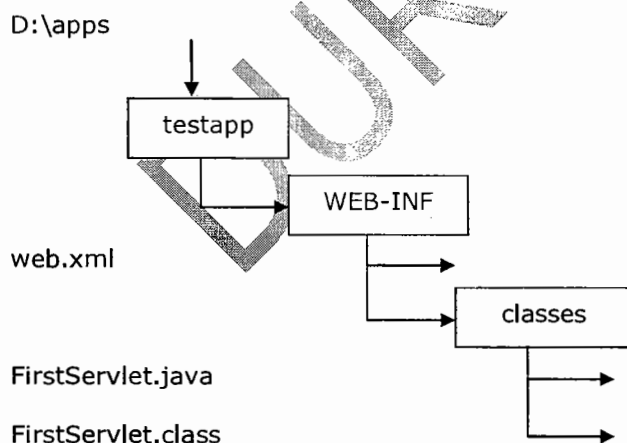 D:\apps
testapp
WEB-INF
web.xml
classes
FirstServlet.java
FirstServlet.class